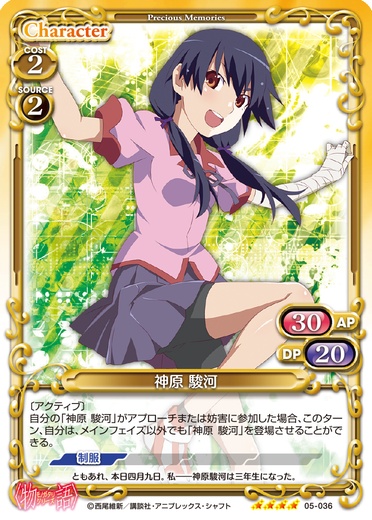 Precious Memories
Character
COST
2
SOURCE
2
30 AP
DP 20
神原 駿河
〔アクティブ〕
自分の「神原 駿河」がアプローチまたは妨害に参加した場合、このター
ン、自分は、メインフェイズ以外でも「神原 駿河」を登場させることがで
きる。
制服
ともあれ、本日四月九日。私――神原駿河は三年生になった。
物語
©西尾維新／講談社・アニプレックス・シャフト
05-036